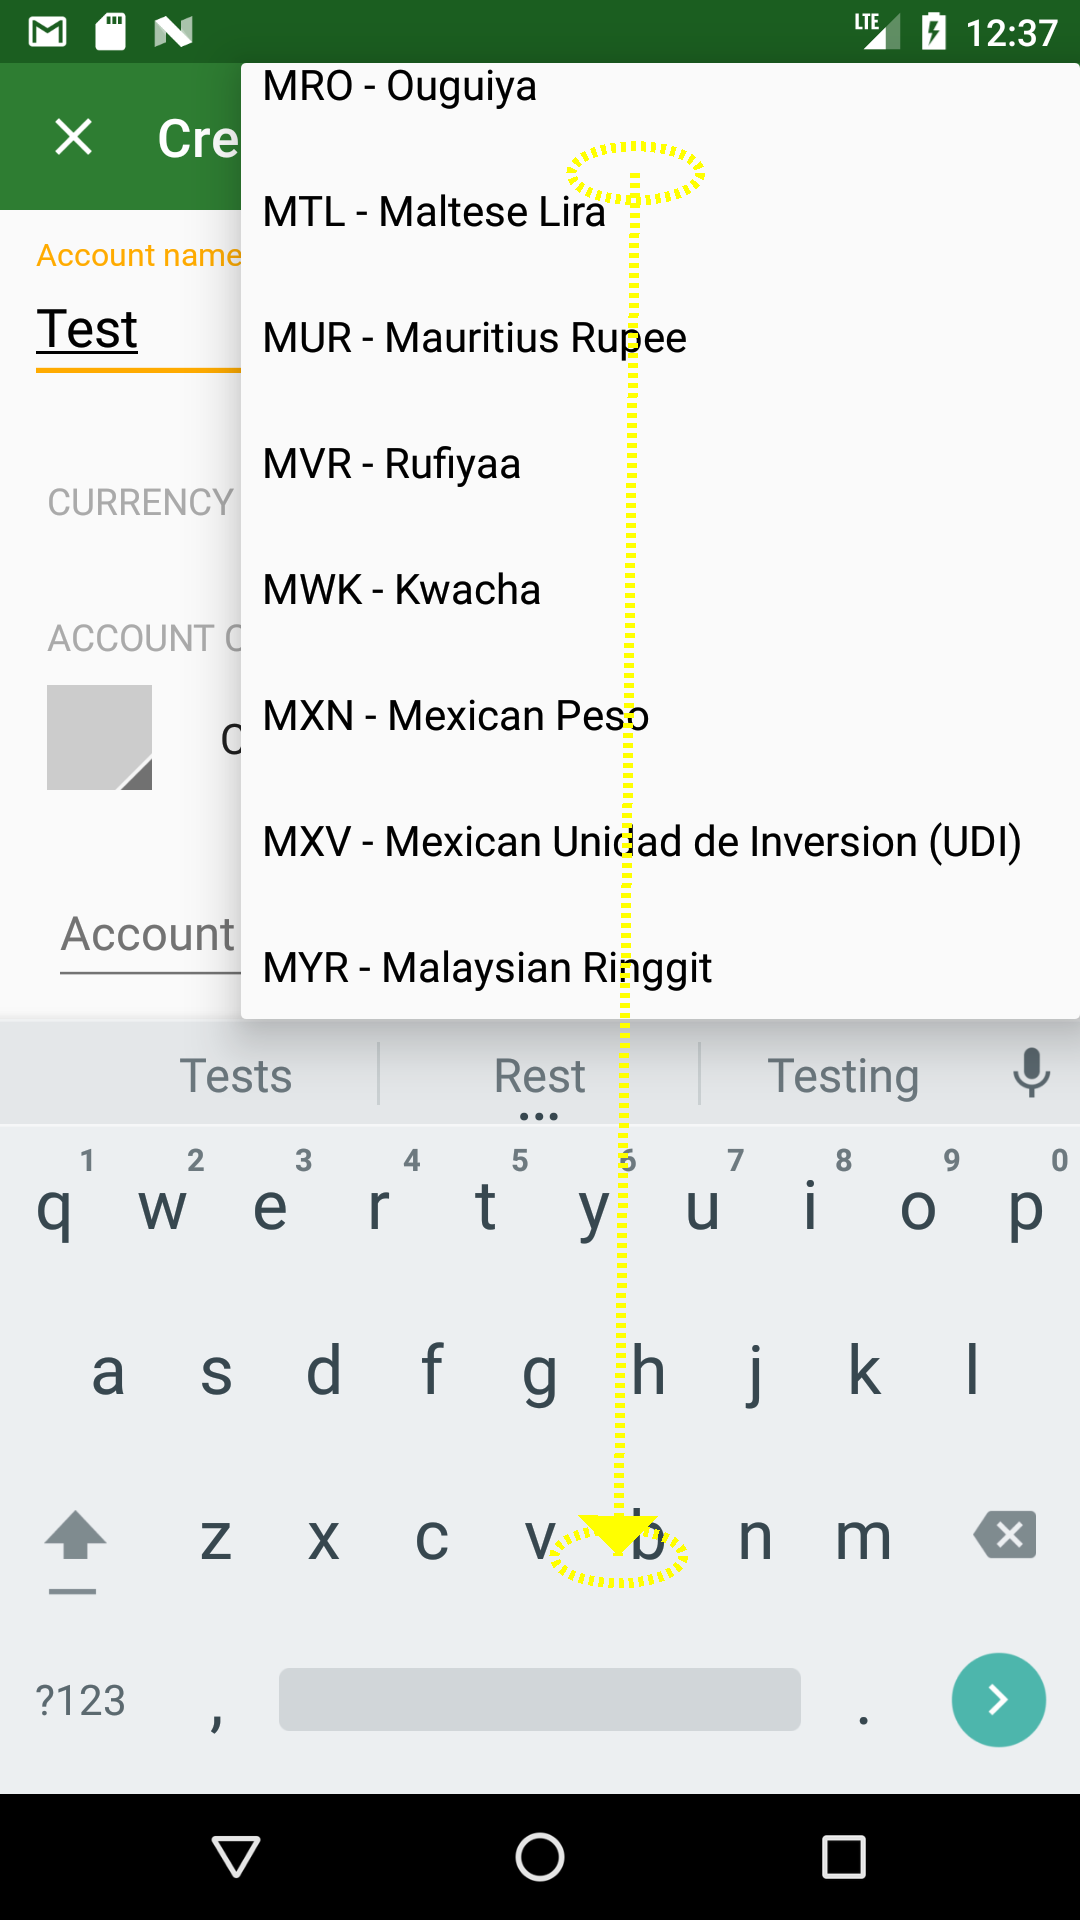 LTE 12:37
MRO - Ouguiya
Cre
MTL - Maltese Lira
Account name
Test
MUR - Mauritius Rupee
MVR - Rufiyaa
CURRENCY
MWK - Kwacha
ACCOUNT C
MXN - Mexican Peso
C
MXV - Mexican Unidad de Inversion (UDI)
Account
MYR - Malaysian Ringgit
Tests Rest Testing
1 2 3 4 5 6 7 8 9 0
q w e r t y u i o p
a s d f g h j k l
z x c v b n m
?123 , .